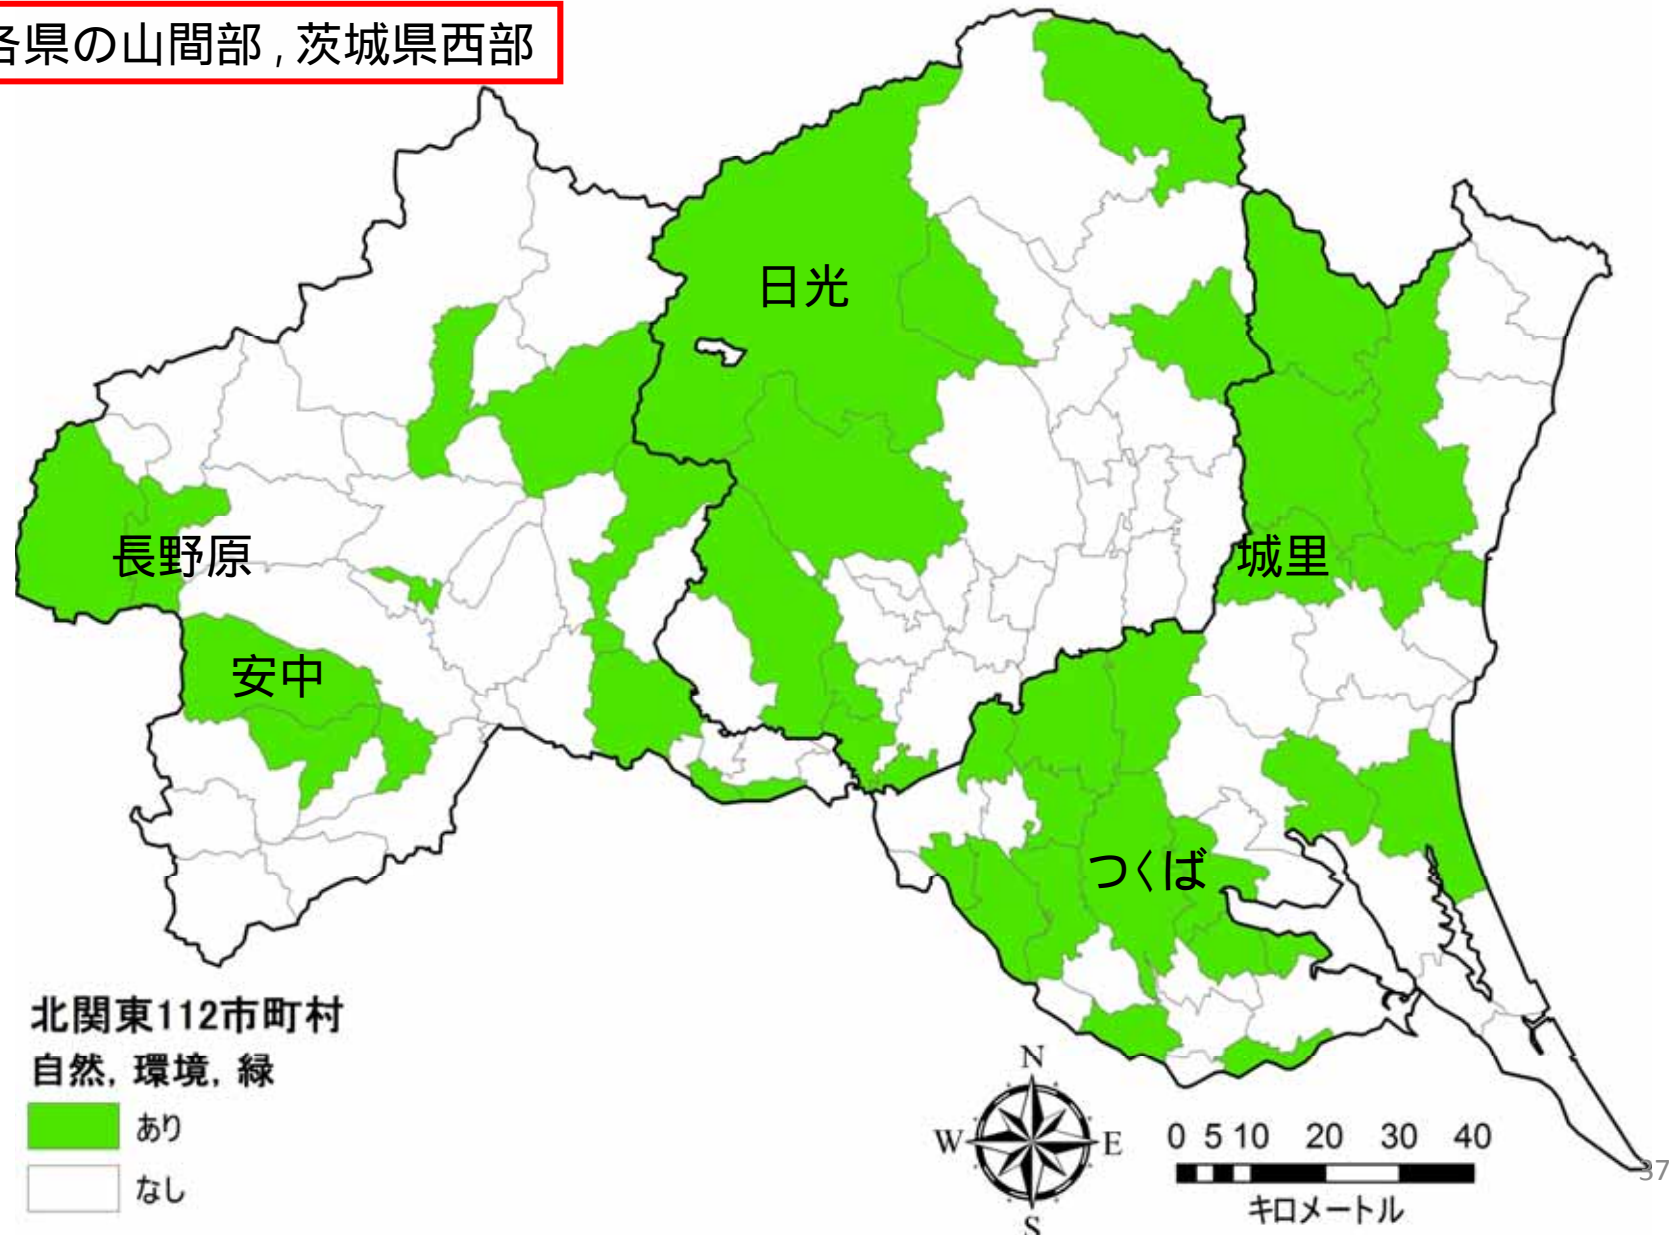 各県の山間部，茨城県西部
日光
長野原
城里
安中
つくば
北関東112市町村
自然，環境，緑
あり
なし
N
W
E
S
0 5 10 20 30 40
キロメートル
37